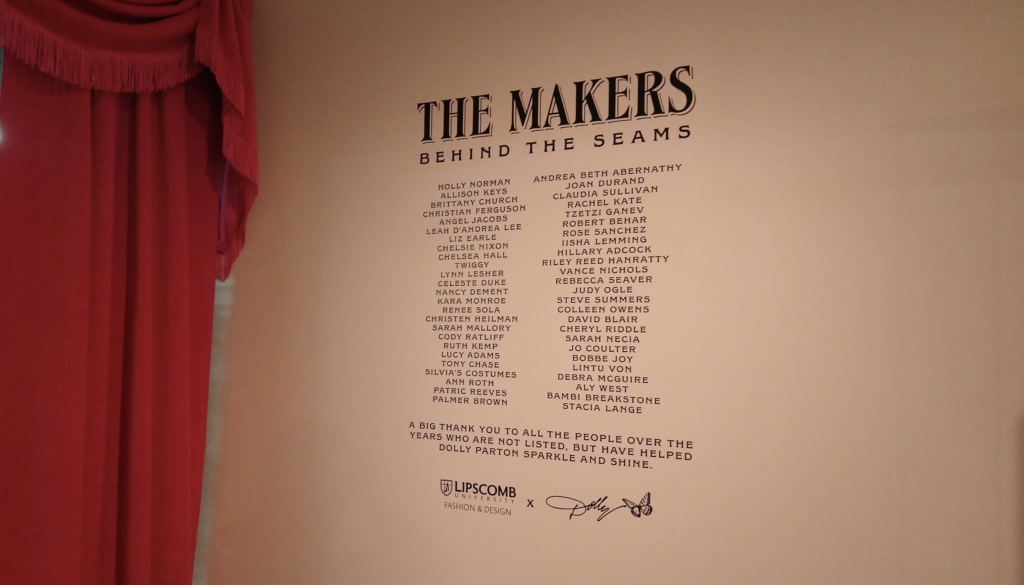 THE MAKERS
BEHIND THE SEAMS
HOLLY NORMAN
ALLISON KEYS
BRITTANY CHURCH
CHRISTIAN FERGUSON
ANGEL JACOBS
LEAH D'ANDREA LEE
LIZ EARLE
CHELSIE NIXON
CHELSEA HALL
TWIGGY
LYNN LESHER
CELESTE DUKE
NANCY DEMENT
KARA MONROE
RENEE SOLA
CHRISTEN HEILMAN
SARAH MALLORY
CODY RATLIFF
RUTH KEMP
LUCY ADAMS
TONY CHASE
SILVIA'S COSTUMES
ANN ROTH
PATRIC REEVES
PALMER BROWN
ANDREA BETH ABERNATHY
JOAN DURAND
CLAUDIA SULLIVAN
RACHEL KATE
TZETZI GANEV
ROBERT BEHAR
ROSE SANCHEZ
IISHA LEMMING
HILLARY ADCOCK
RILEY REED HANRATTY
VANCE NICHOLS
REBECCA SEAVER
JUDY OGLE
STEVE SUMMERS
COLLEEN OWENS
DAVID BLAIR
CHERYL RIDDLE
SARAH NECIA
JO COULTER
BOBBE JOY
LINTU VON
DEBRA MCGUIRE
ALY WEST
BAMBI BREAKSTONE
STACIA LANGE
A BIG THANK YOU TO ALL THE PEOPLE OVER THE
YEARS WHO ARE NOT LISTED, BUT HAVE HELPED
DOLLY PARTON SPARKLE AND SHINE.
LIPSCOMB
UNIVERSITY
FASHION & DESIGN
X
Dolly